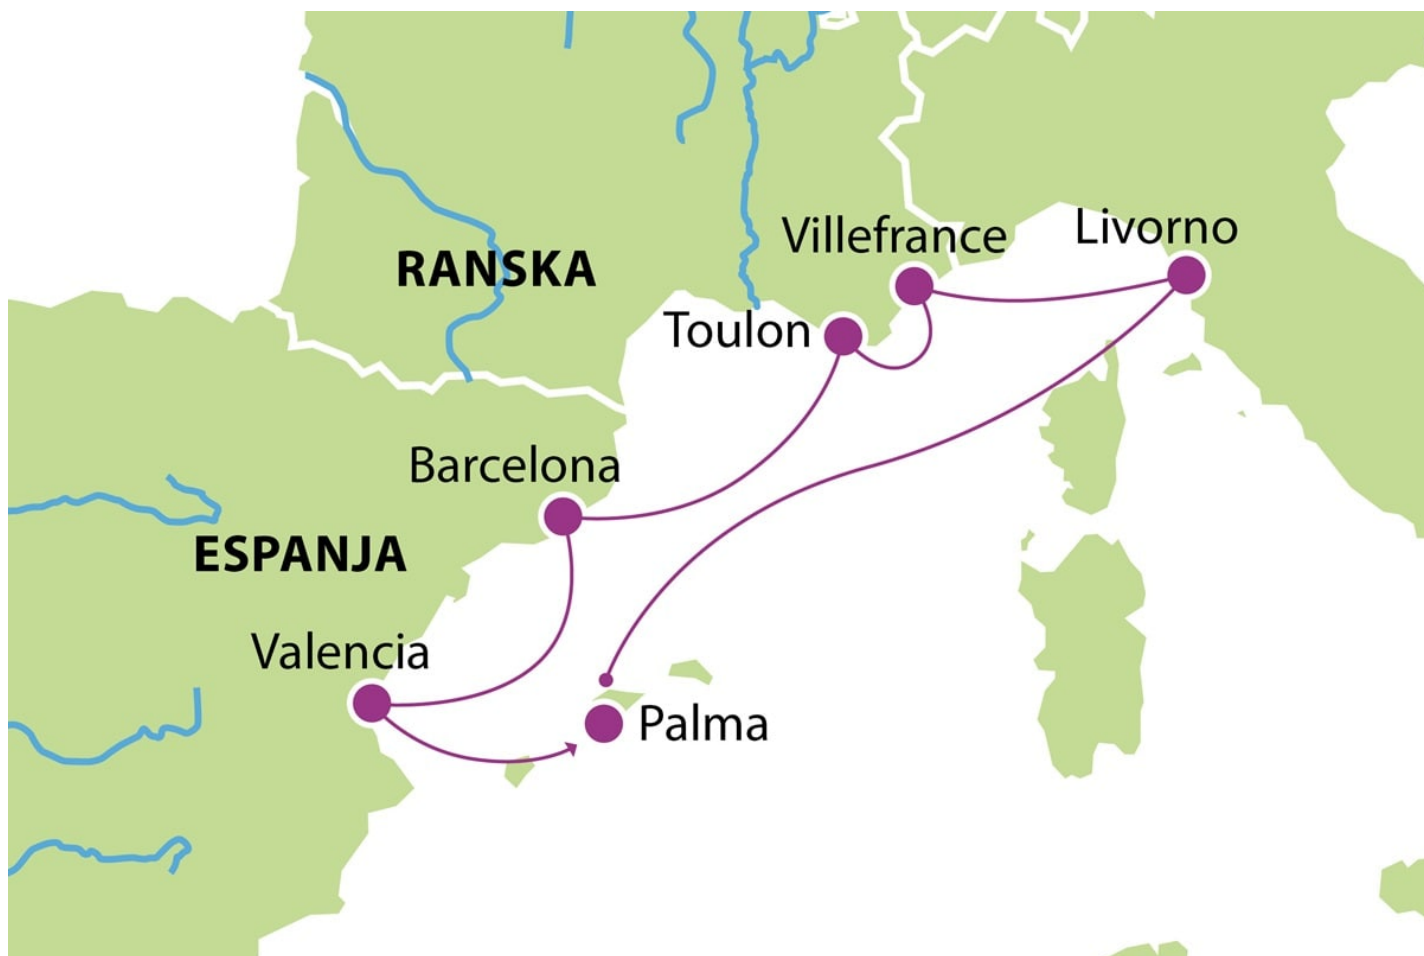 Villefrance
Livorno
RANSKA
Toulon
Barcelona
ESPANJA
Valencia
Palma